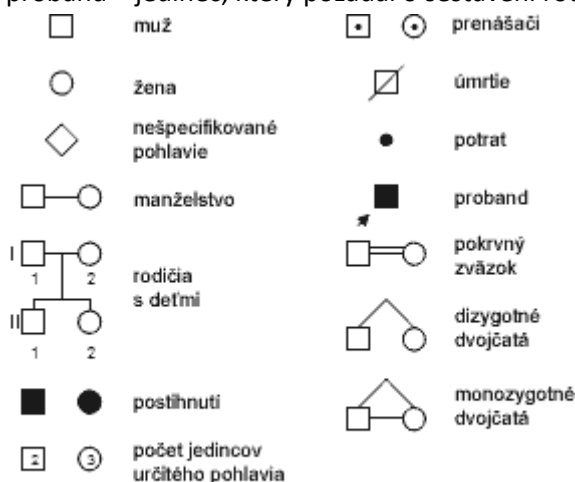 muž
žena
nešpecifikované
pohlavie
manželstvo
I
1 2
rodičia
s deťmi
II
1 2
postihnutí
2 3
počet jedincov
určitého pohlavia
prenášači
úmrtie
potrat
proband
pokrvný
zväzok
dizygotné
dvojčatá
monozygotné
dvojčatá